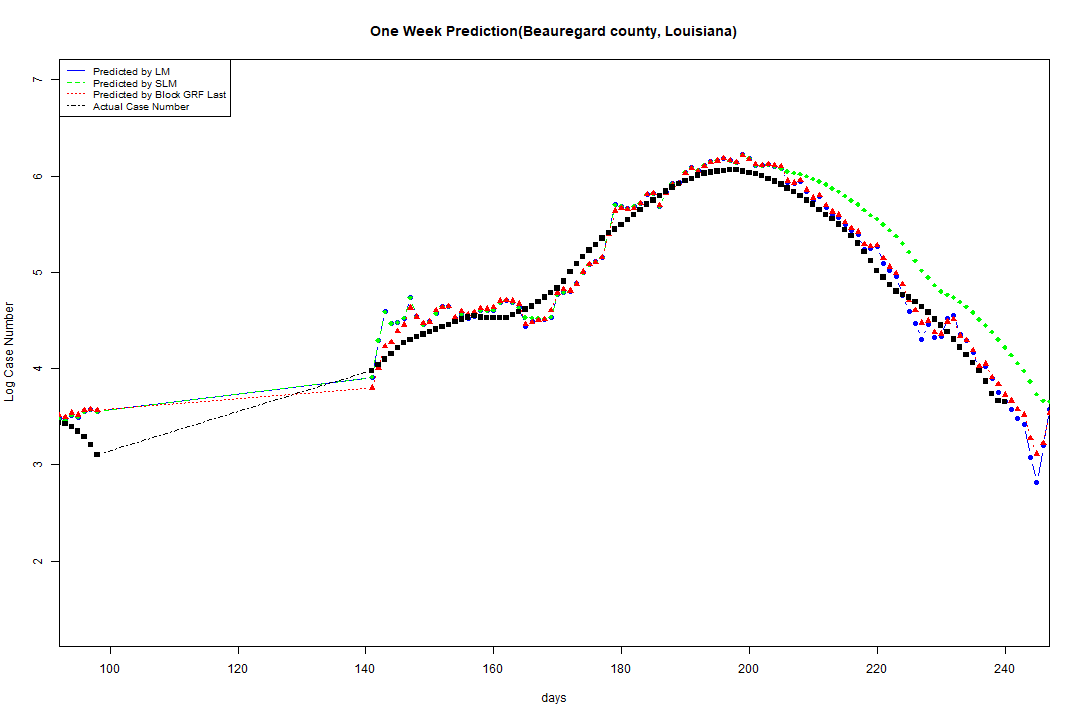 One Week Prediction(Beauregard county, Louisiana)
Predicted by LM
Predicted by SLM
Predicted by Block GRF Last
Actual Case Number
7
6
5
4
3
2
Log Case Number
100 120 140 160 180 200 220 240
days